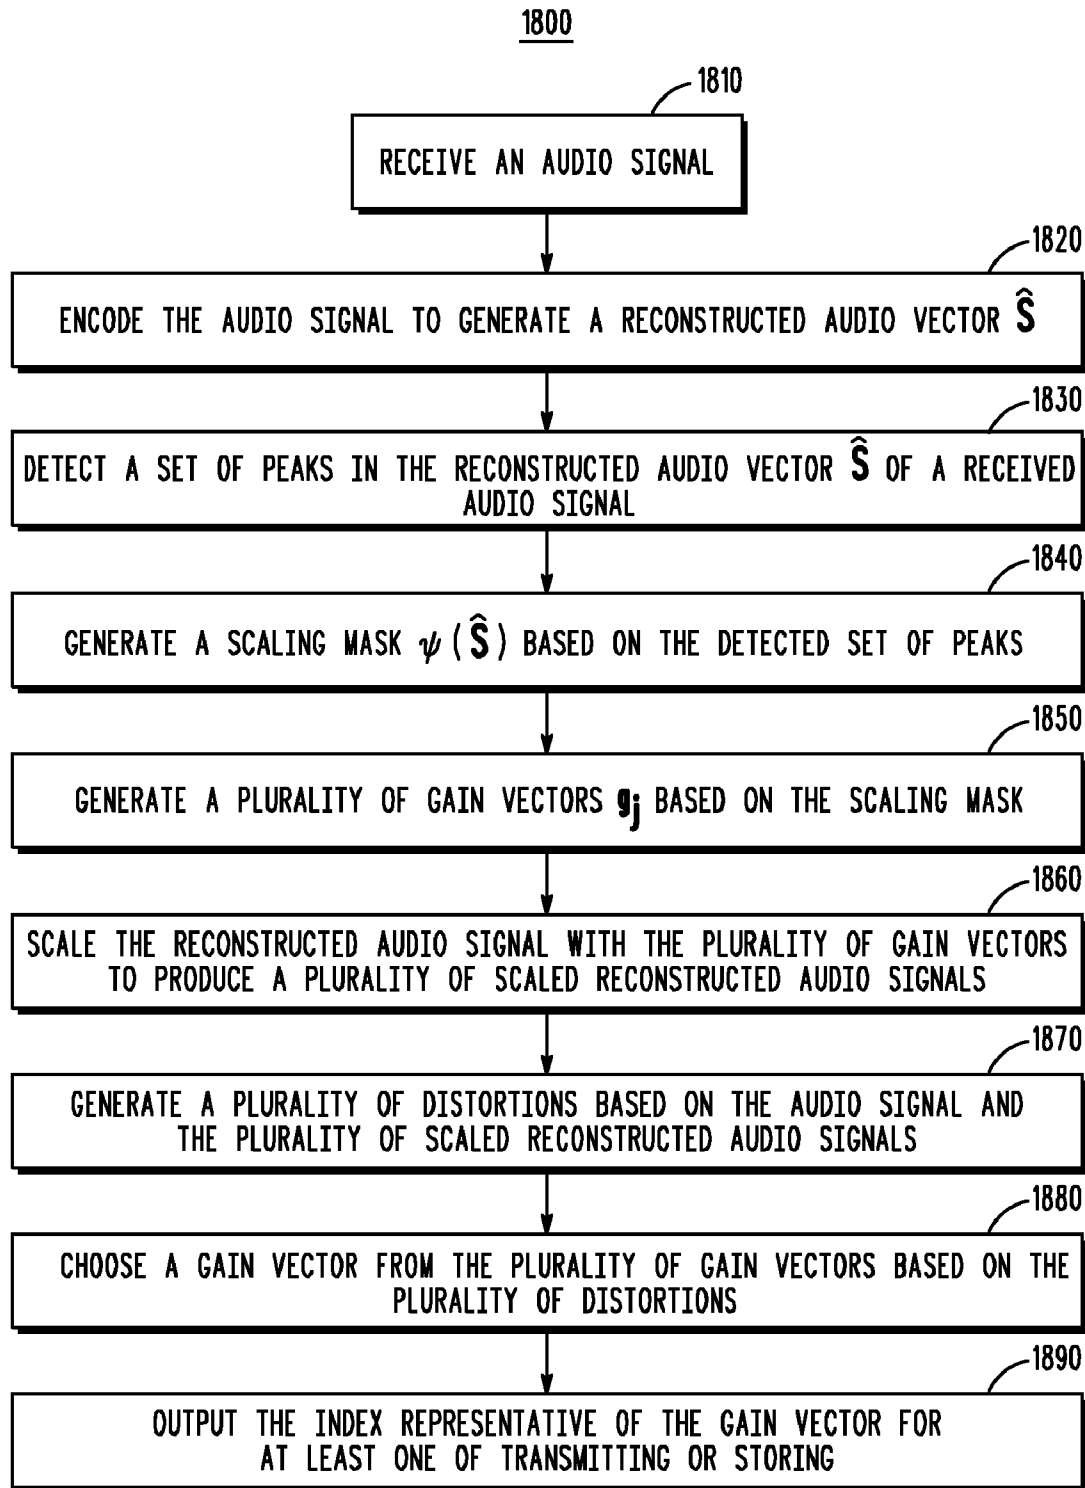 1800
1810
RECEIVE AN AUDIO SIGNAL
1820
ENCODE THE AUDIO SIGNAL TO GENERATE A RECONSTRUCTED AUDIO VECTOR Ŝ
1830
DETECT A SET OF PEAKS IN THE RECONSTRUCTED AUDIO VECTOR Ŝ OF A RECEIVED
AUDIO SIGNAL
1840
GENERATE A SCALING MASK ψ(Ŝ) BASED ON THE DETECTED SET OF PEAKS
1850
GENERATE A PLURALITY OF GAIN VECTORS gj BASED ON THE SCALING MASK
1860
SCALE THE RECONSTRUCTED AUDIO SIGNAL WITH THE PLURALITY OF GAIN VECTORS
TO PRODUCE A PLURALITY OF SCALED RECONSTRUCTED AUDIO SIGNALS
1870
GENERATE A PLURALITY OF DISTORTIONS BASED ON THE AUDIO SIGNAL AND
THE PLURALITY OF SCALED RECONSTRUCTED AUDIO SIGNALS
1880
CHOOSE A GAIN VECTOR FROM THE PLURALITY OF GAIN VECTORS BASED ON THE
PLURALITY OF DISTORTIONS
1890
OUTPUT THE INDEX REPRESENTATIVE OF THE GAIN VECTOR FOR
AT LEAST ONE OF TRANSMITTING OR STORING